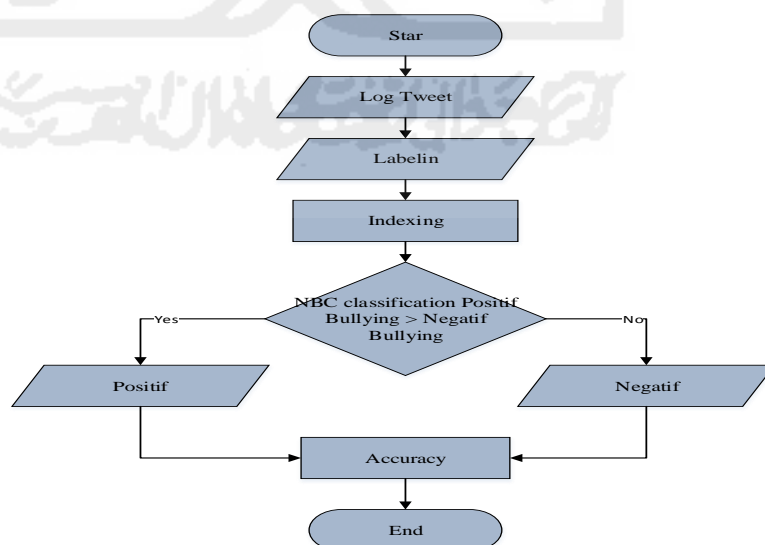 Star
Log Tweet
Labelin
Indexing
NBC classification Positif
Bullying > Negatif
Bullying
Yes
No
Positif
Negatif
Accuracy
End